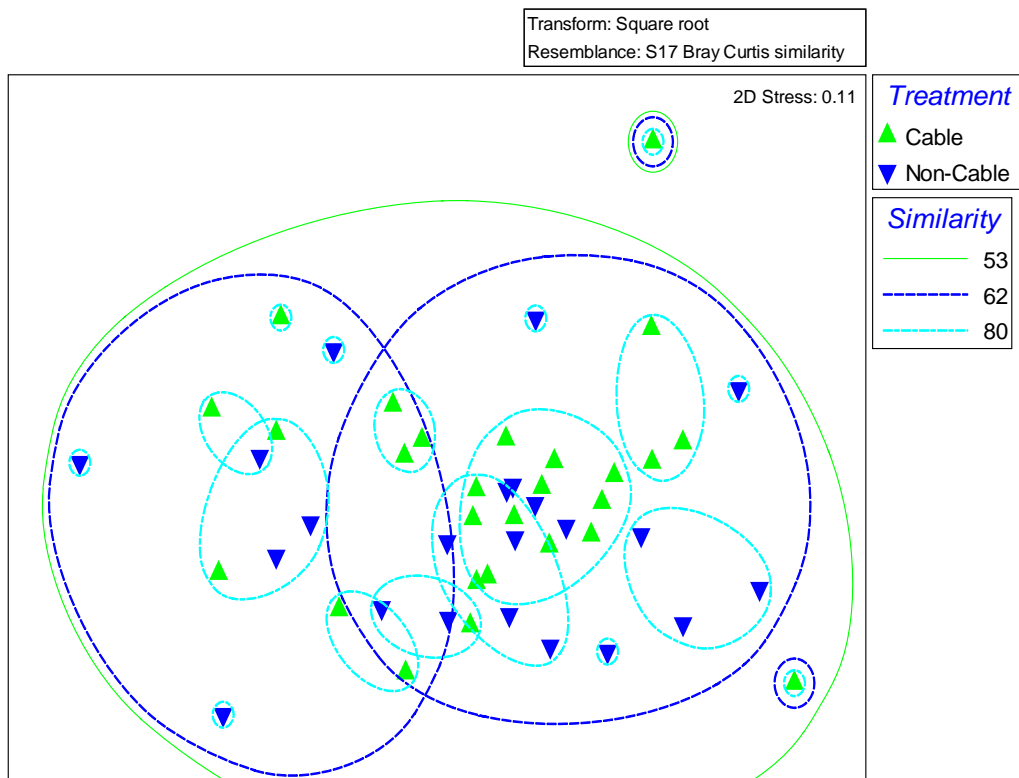 Transform: Square root
Resemblance: S17 Bray Curtis similarity
2D Stress: 0.11
Treatment
Cable
Non-Cable
Similarity
53
62
80